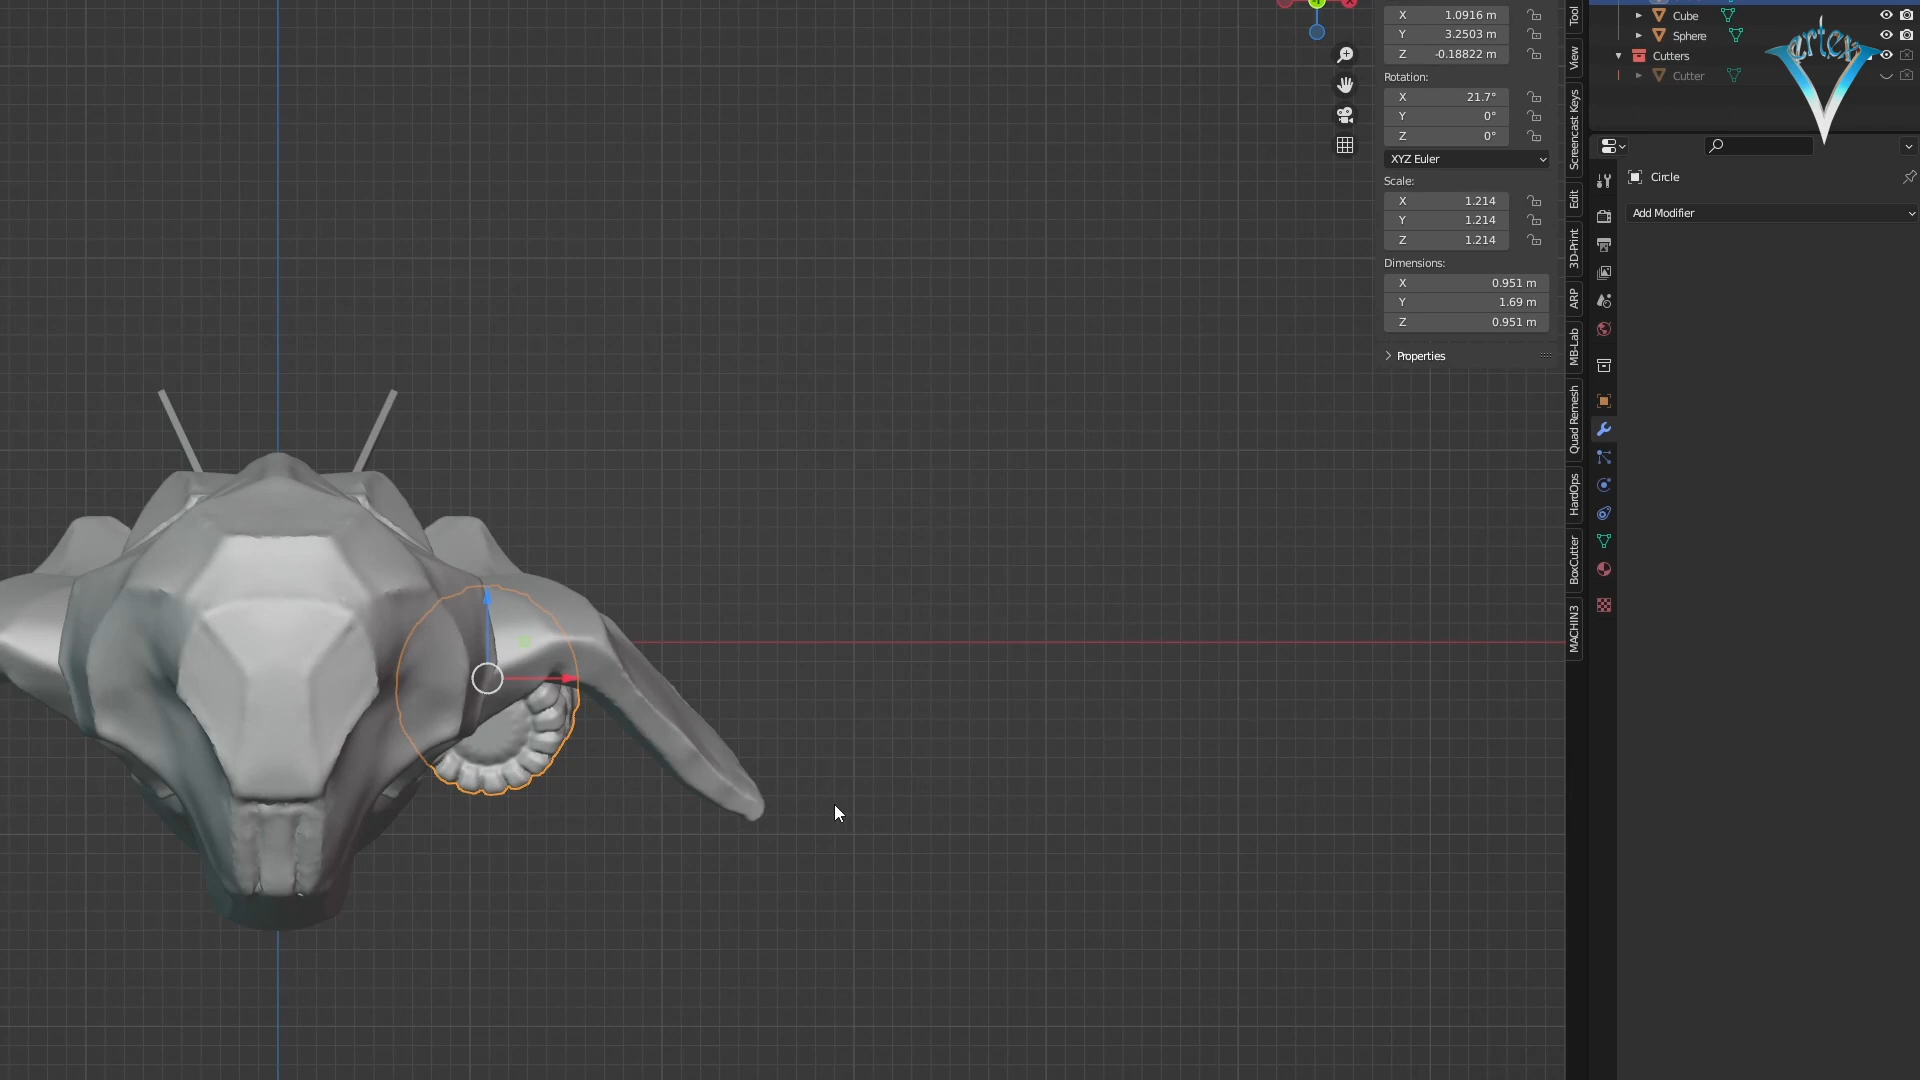 X 1.0916 m
Y 3.2503 m
Z -0.18822 m
Rotation:
X 21.7°
Y 0°
Z 0°
XYZ Euler
Scale:
X 1.214
Y 1.214
Z 1.214
Dimensions:
X 0.951 m
Y 1.69 m
Z 0.951 m
Properties
Tool
View
Screencast Keys
Edit
3D-Print
ARP
MB-Lab
Quad Remesh
HardOps
BoxCutter
MACHIN3
Cube
Sphere
Cutters
Cutter
ertex
Circle
Add Modifier